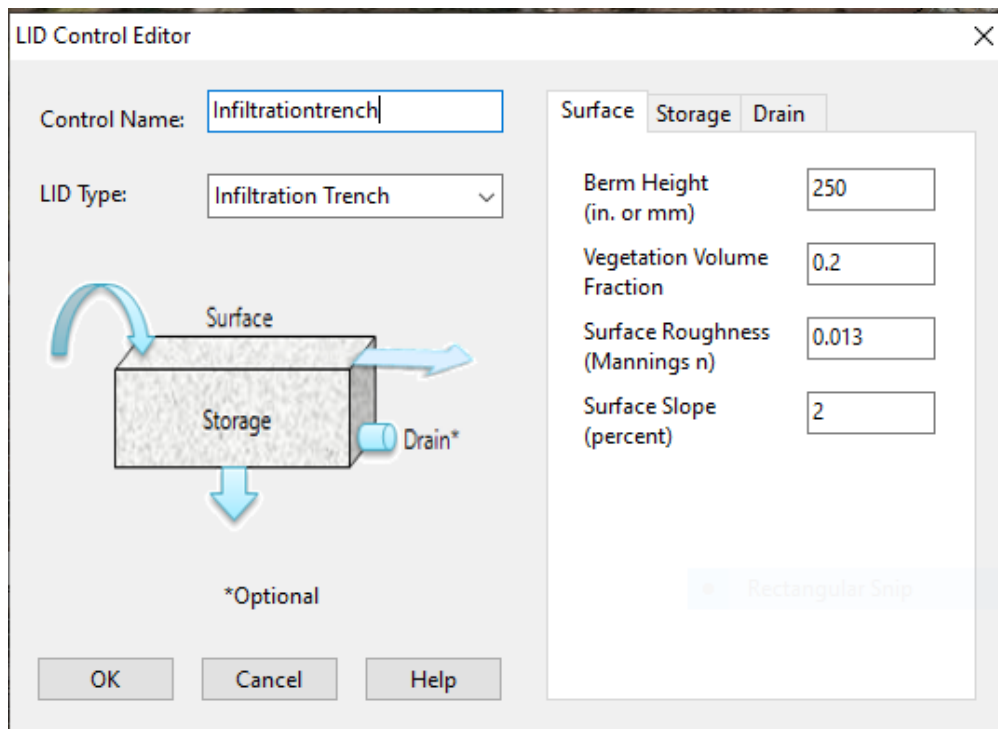 LID Control Editor
Control Name:
Infiltrationtrench
LID Type:
Infiltration Trench
Surface
Storage
Drain*
*Optional
OK
Cancel
Help
Surface
Storage
Drain
Berm Height
(in. or mm)
250
Vegetation Volume
Fraction
0.2
Surface Roughness
(Mannings n)
0.013
Surface Slope
(percent)
2
Rectangular Snip